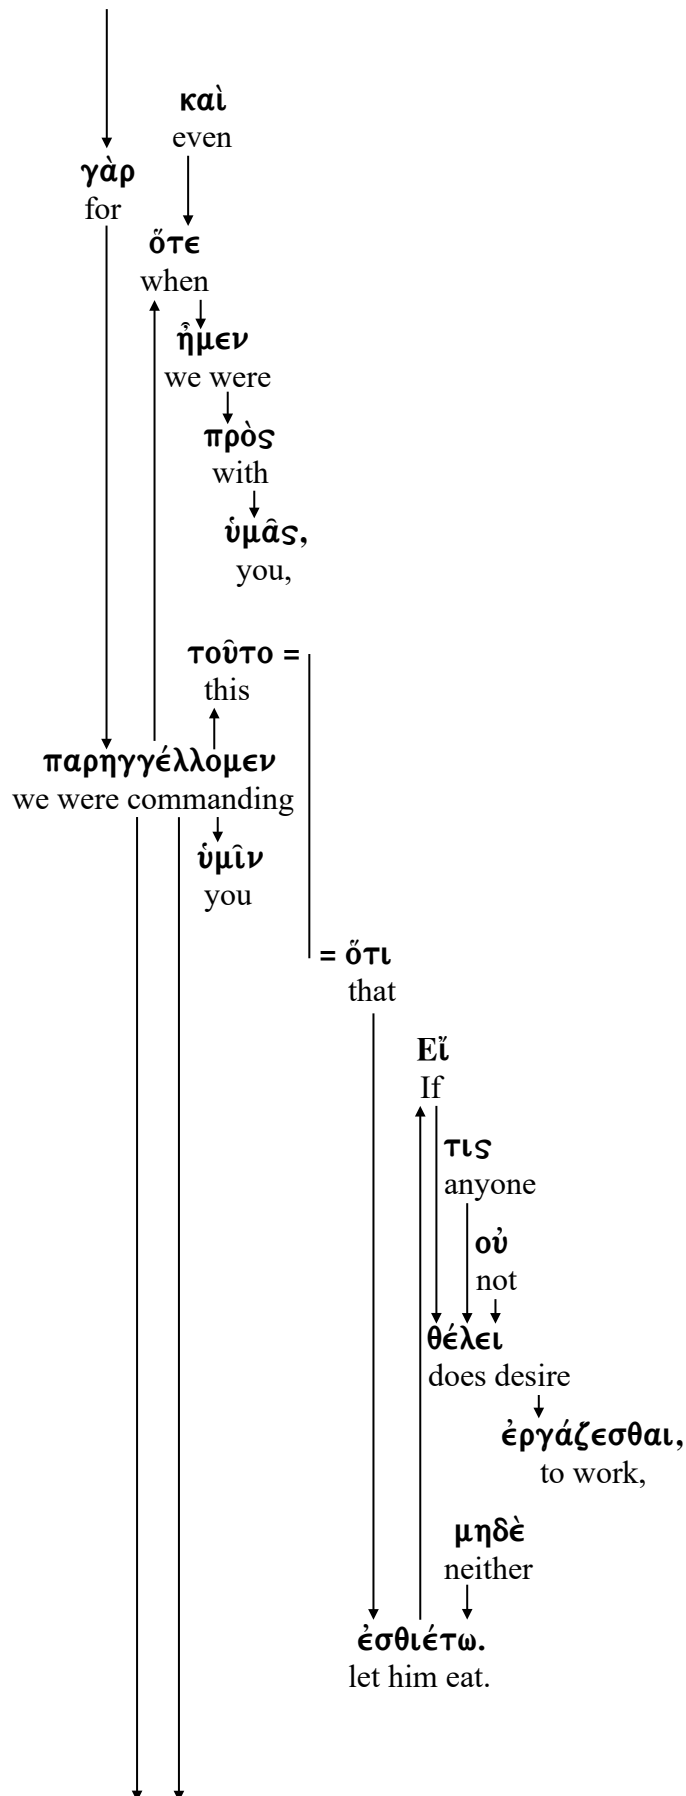 καὶ
even
γὰρ
for
ὅτε
when
ἦμεν
we were
πρὸς
with
ὑμᾶς,
you,
τοῦτο =
this
παρηγγέλλομεν
we were commanding
ὑμῖν
you
= ὅτι
that
Εἴ
If
τις
anyone
οὐ
not
θέλει
does desire
ἐργάζεσθαι,
to work,
μηδὲ
neither
ἐσθιέτω.
let him eat.